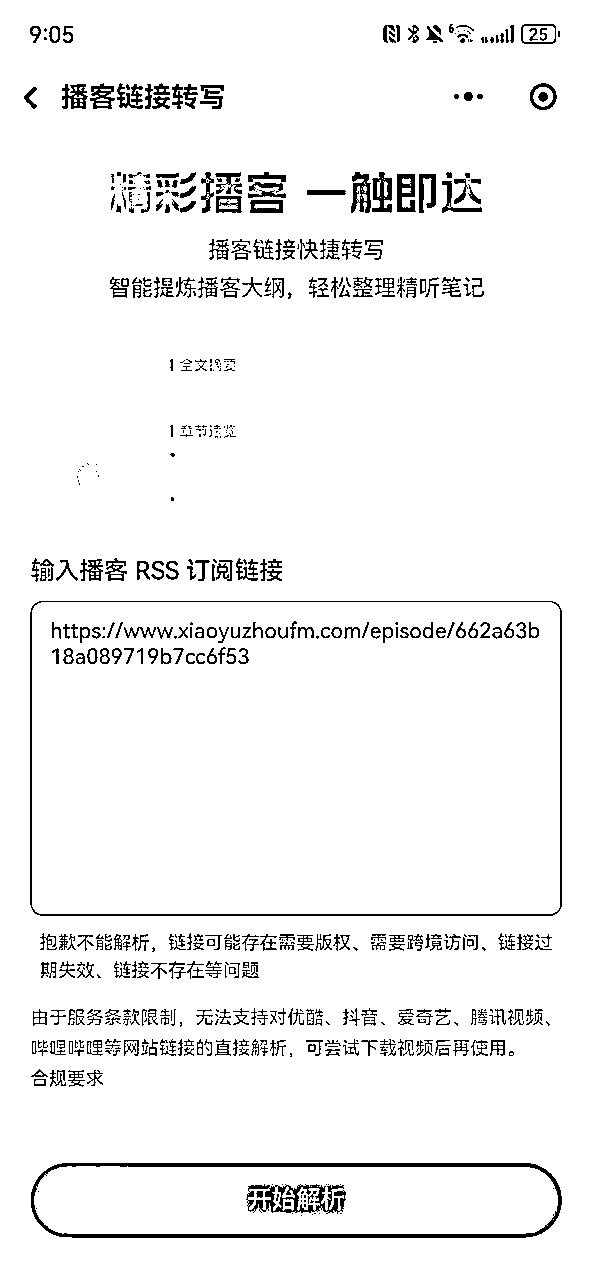 9:05
6
25
播客链接转写
精彩播客 一触即达
播客链接快捷转写
智能提炼播客大纲，轻松整理精听笔记
全文摘要
章节速览
输入播客 RSS 订阅链接
https://www.xiaoyuzhoufm.com/episode/662a63b
18a089719b7cc6f53
抱歉不能解析，链接可能存在需要版权、需要跨境访问、链接过
期失效、链接不存在等问题
由于服务条款限制，无法支持对优酷、抖音、爱奇艺、腾讯视频、
哔哩哔哩等网站链接的直接解析，可尝试下载视频后再使用。
合规要求
开始解析